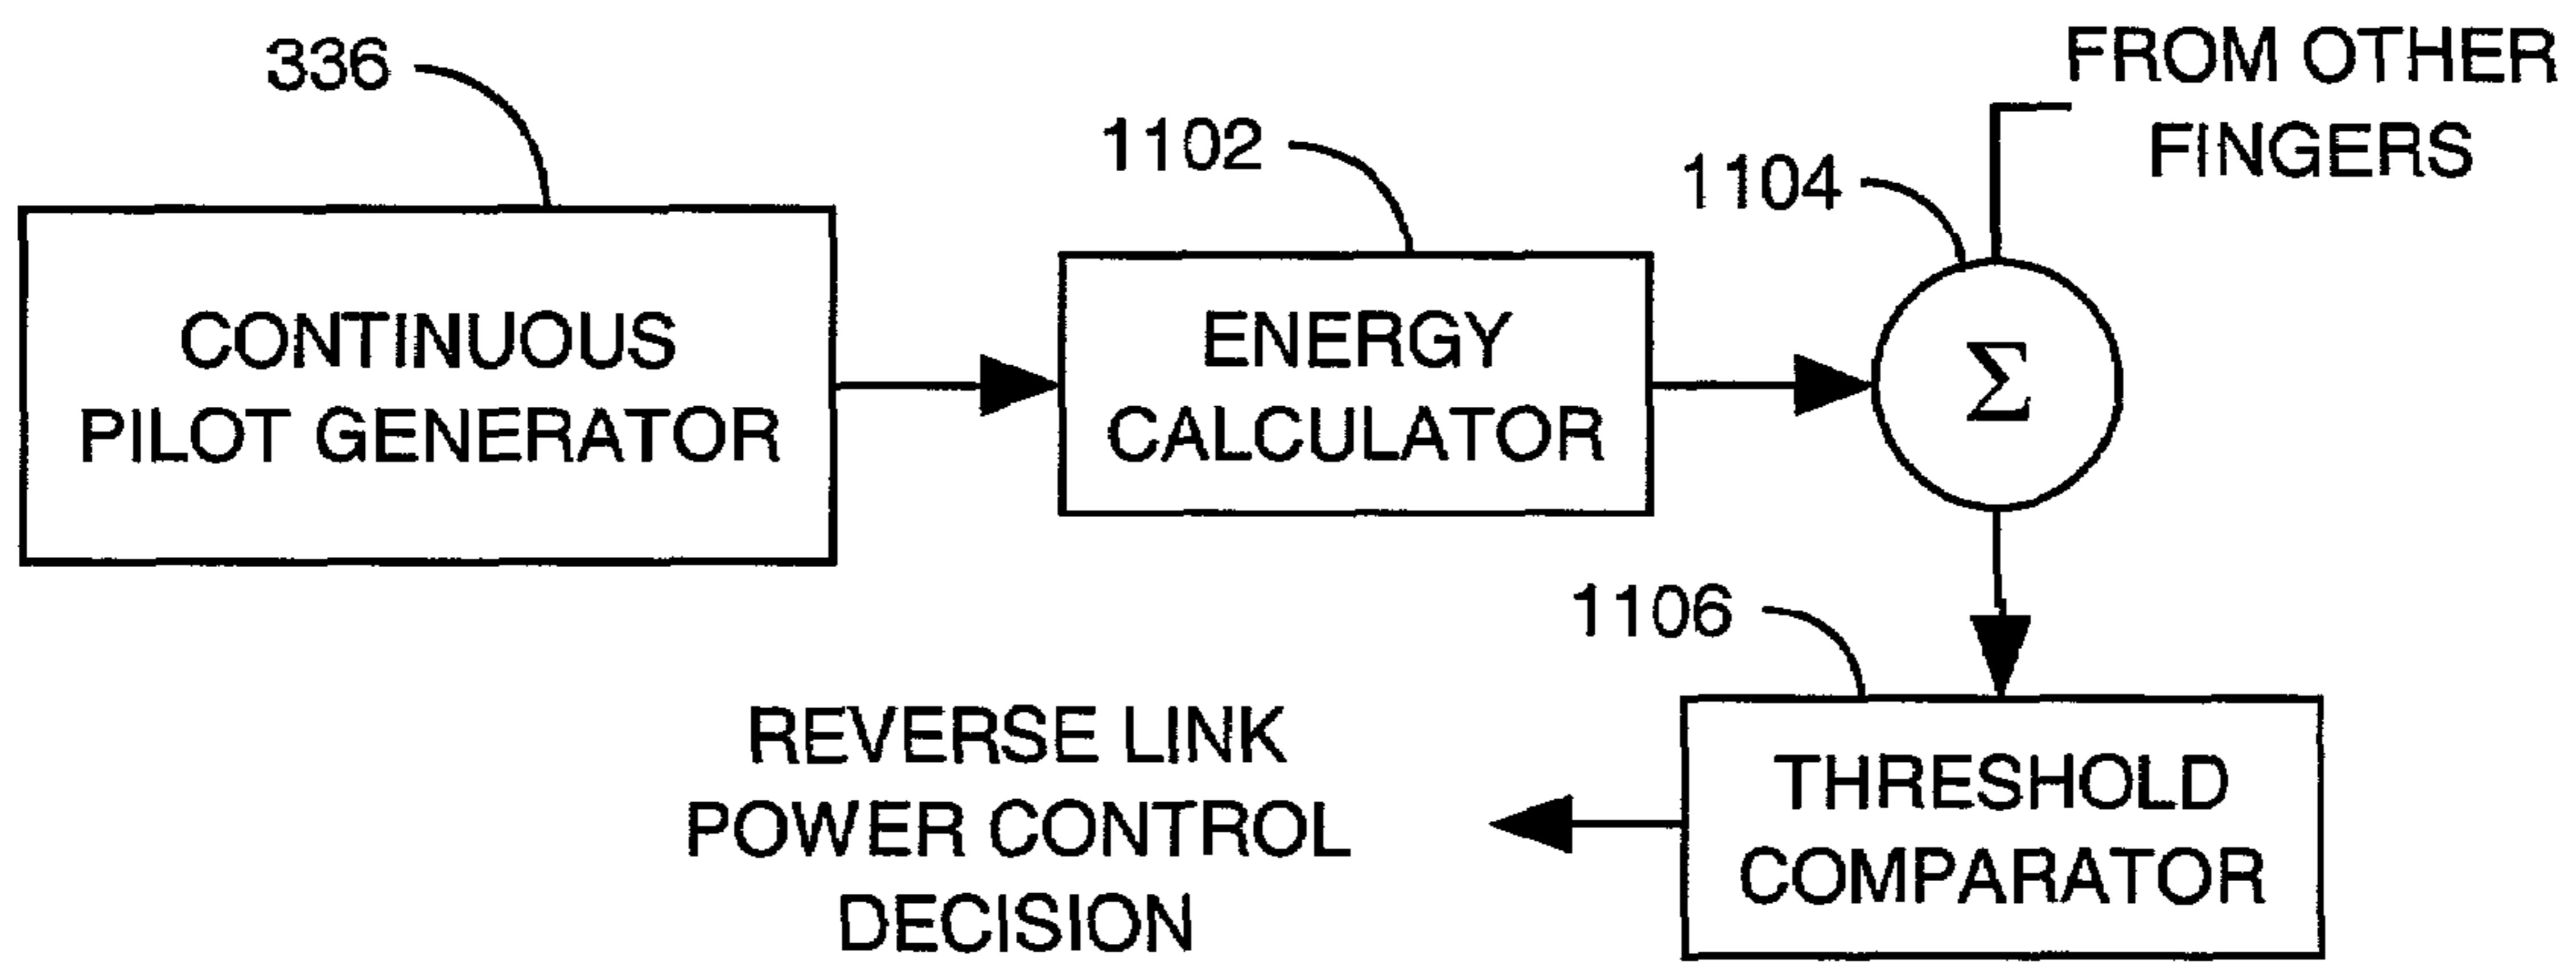 336
CONTINUOUS
PILOT GENERATOR
1102
ENERGY
CALCULATOR
1104
FROM OTHER
FINGERS
Σ
1106
THRESHOLD
COMPARATOR
REVERSE LINK
POWER CONTROL
DECISION